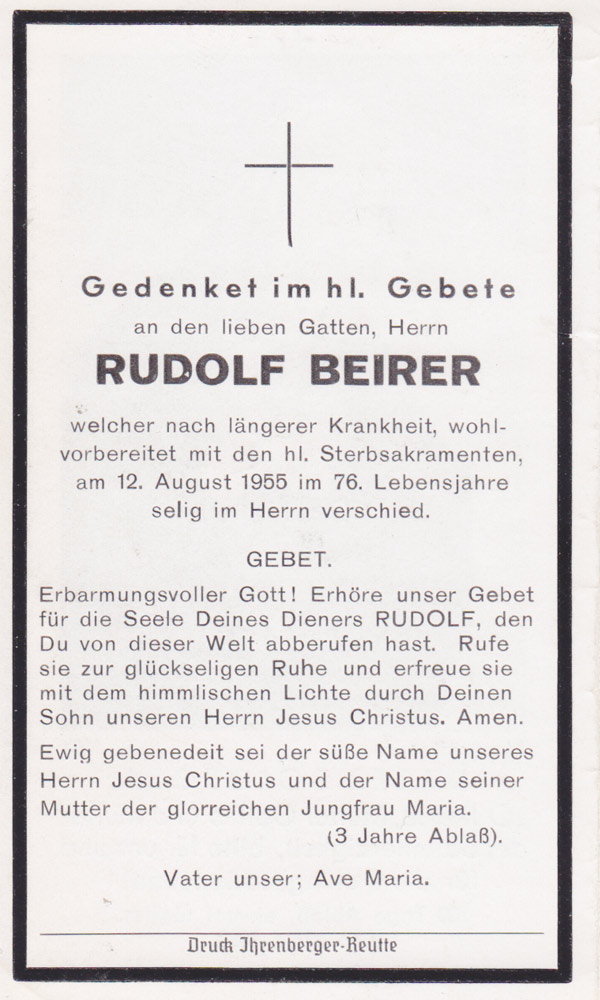 Gedenket im hl. Gebete
an den lieben Gatten, Herrn
RUDOLF BEIRER
welcher nach längerer Krankheit, wohl-
vorbereitet mit den hl. Sterbsakramenten,
am 12. August 1955 im 76. Lebensjahre
selig im Herrn verschied.
GEBET.
Erbarmungsvoller Gott! Erhöre unser Gebet
für die Seele Deines Dieners RUDOLF, den
Du von dieser Welt abberufen hast. Rufe
sie zur glückseligen Ruhe und erfreue sie
mit dem himmlischen Lichte durch Deinen
Sohn unseren Herrn Jesus Christus. Amen.
Ewig gebenedeit sei der süße Name unseres
Herrn Jesus Christus und der Name seiner
Mutter der glorreichen Jungfrau Maria.
(3 Jahre Ablaß).
Vater unser; Ave Maria.
Druck Ihrenberger-Reutte